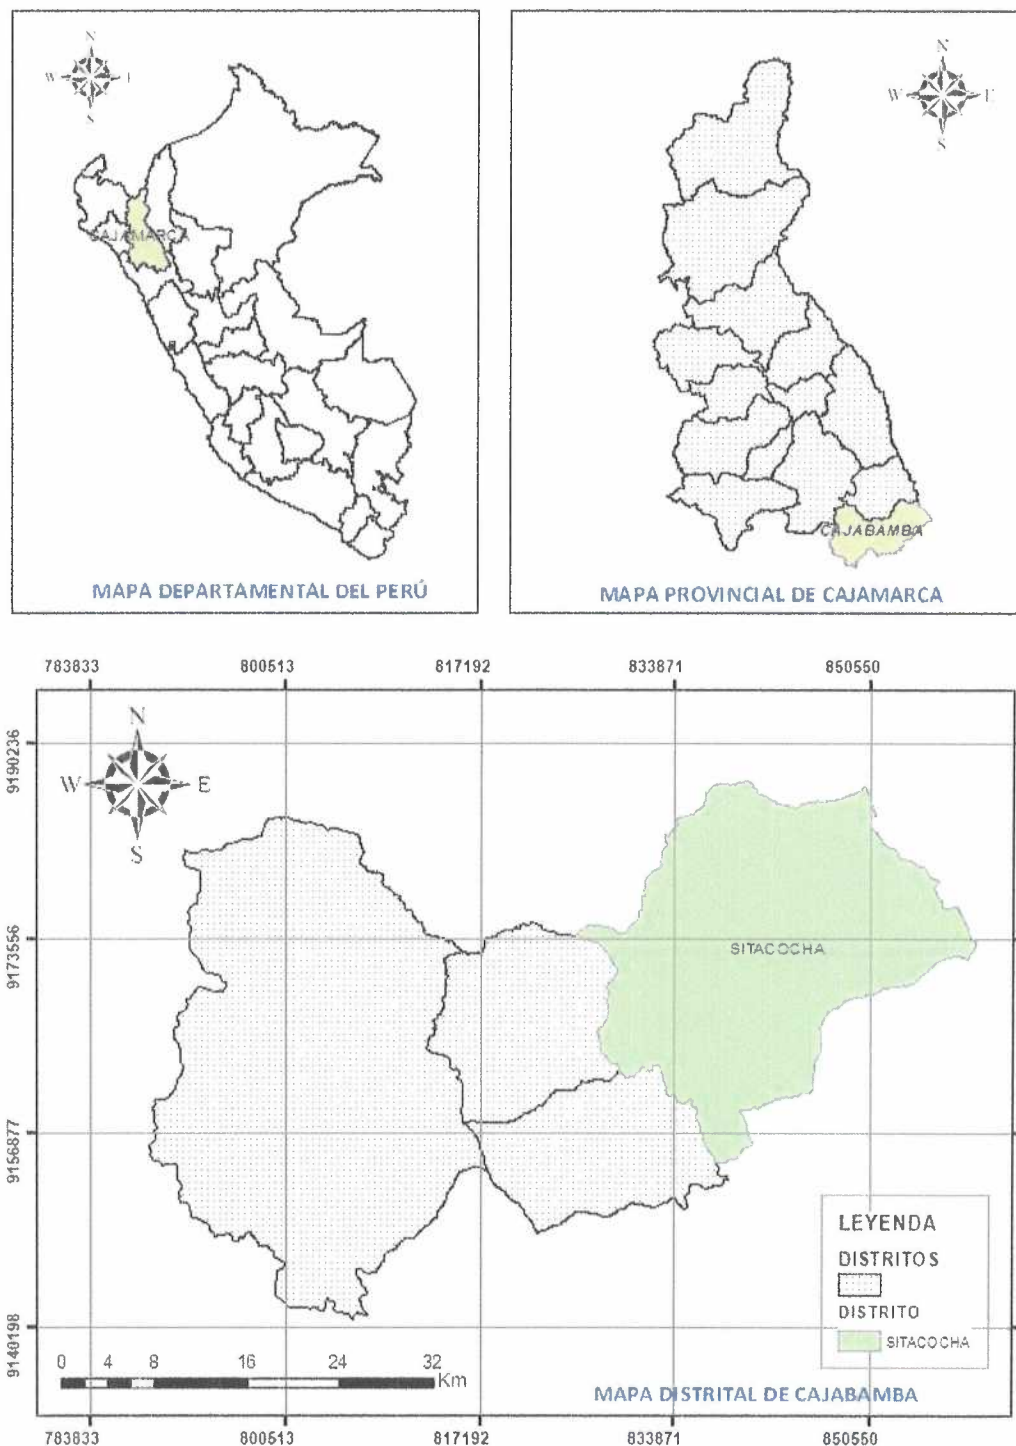 N
W
S
CAJAMARCA
MAPA DEPARTAMENTAL DEL PERÚ
N
W E
S
CAJABAMBA
MAPA PROVINCIAL DE CAJAMARCA
783833 800513 817192 833871 850550
9190236
9173556
9156877
9140198
N
W E
S
SITACOCHA
LEYENDA
DISTRITOS
DISTRITO
SITACOCHA
0 4 8 16 24 32
Km
MAPA DISTRITAL DE CAJABAMBA
783833 800513 817192 833871 850550